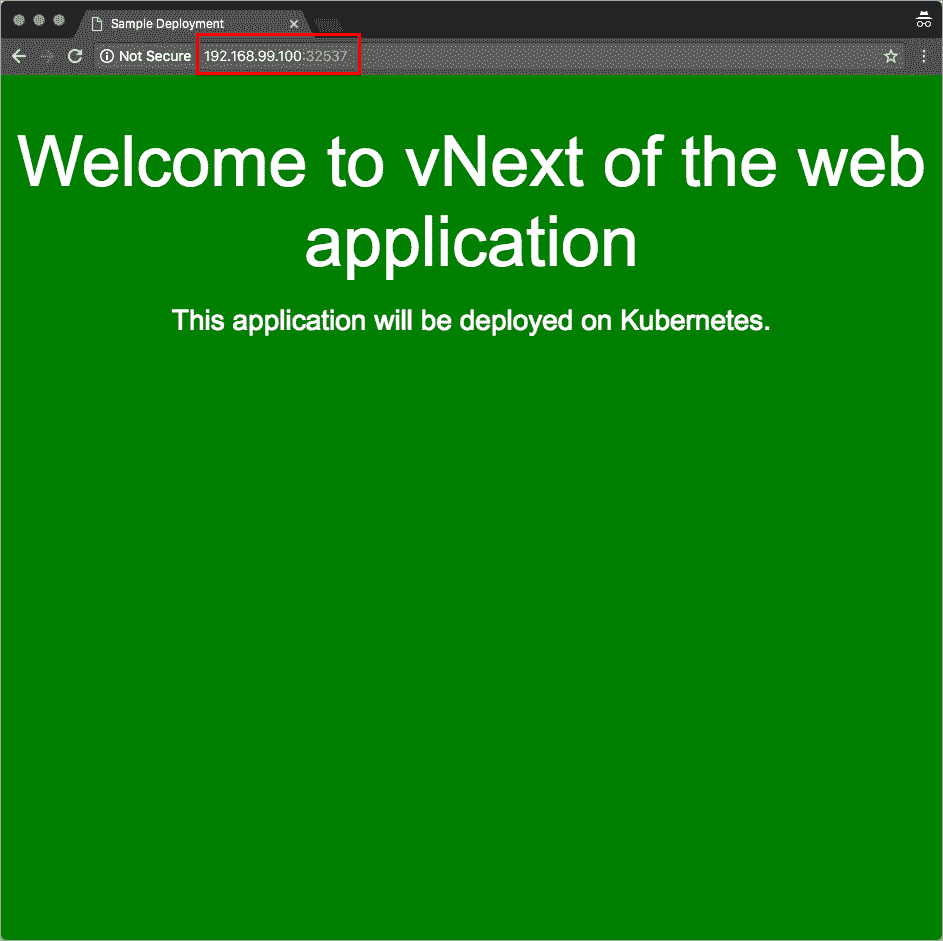 Sample Deployment
Not Secure 192.168.99.100:32537
Welcome to vNext of the web
application
This application will be deployed on Kubernetes.